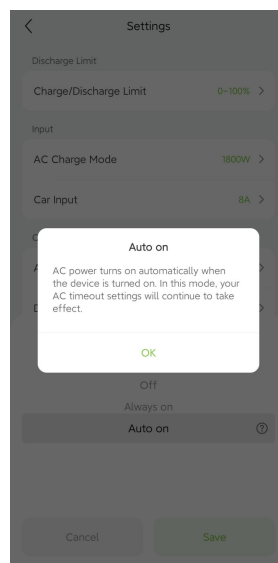 Settings
Discharge Limit
Charge/Discharge Limit 0~100%
Input
AC Charge Mode 1800W
Car Input 8A
Auto on
AC power turns on automatically when
the device is turned on. In this mode, your
AC timeout settings will continue to take
effect.
OK
Off
Always on
Auto on ?
Cancel Save